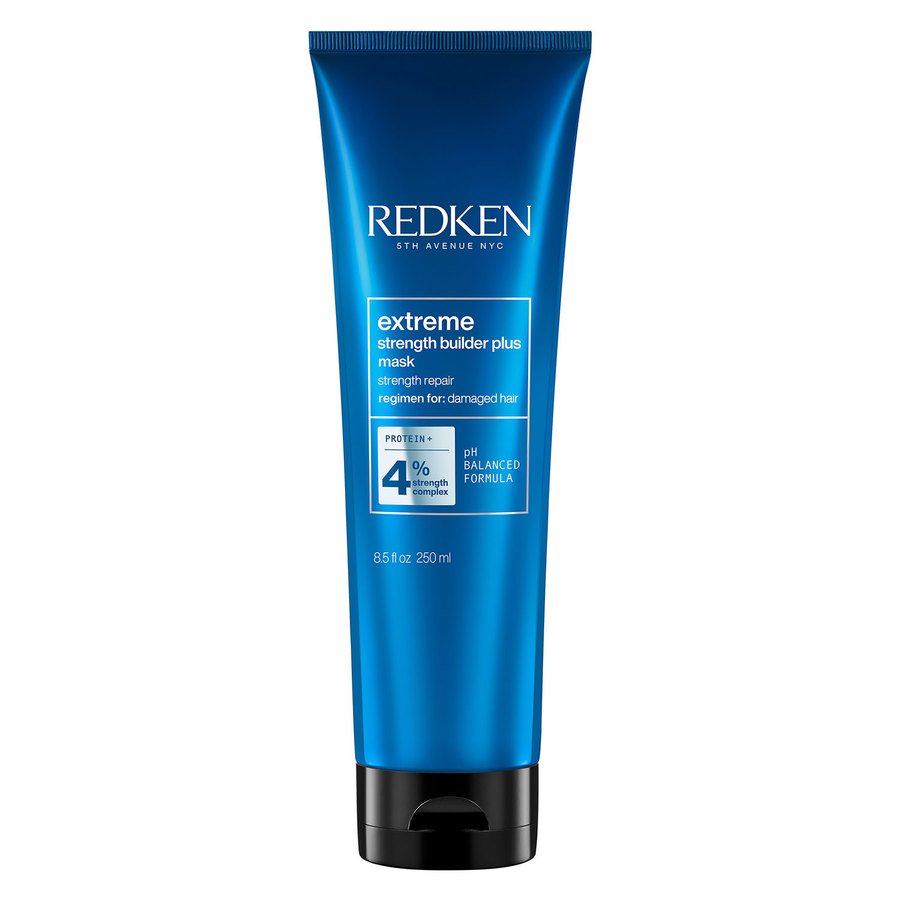 REDKEN
5TH AVENUE NYC
extreme
strength builder plus
mask
strength repair
regimen for: damaged hair
PROTEIN +
4%
strength
complex
pH
BALANCED
FORMULA
8.5 fl oz 250 ml